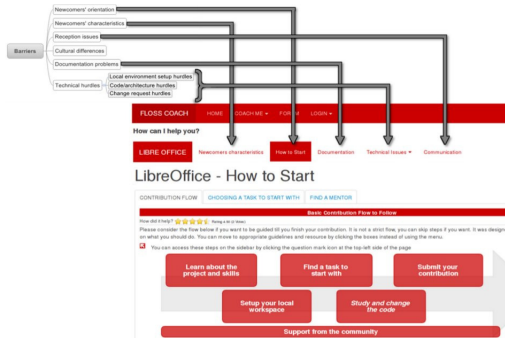 Newcomers' orientation
Newcomers' characteristics
Reception issues
Barriers
Cultural differences
Documentation problems
Technical hurdles
Local environment setup hurdles
Code/architecture hurdles
Change request hurdles
FLOSS COACH HOME COACH ME FORUM LOGIN
How can I help you?
LIBRE OFFICE Newcomers characteristics How to Start Documentation Technical Issues Communication
LibreOffice - How to Start
CONTRIBUTION FLOW CHOOSING A TASK TO START WITH FIND A MENTOR
Basic Contribution Flow to Follow
How did it help?
Please consider the flow below if you want to be guided till you finish your contribution. It is not a strict flow, you can skip steps if you want. It was design
on what you should do. You can move to appropriate guidelines and resource by clicking the boxes instead of using the menu.
You can access these steps on the sidebar by clicking the question mark icon at the top-left side of the page
Learn about the
project and skills
Find a task to
start with
Submit your
contribution
Setup your local
workspace
Study and change
the code
Support from the community